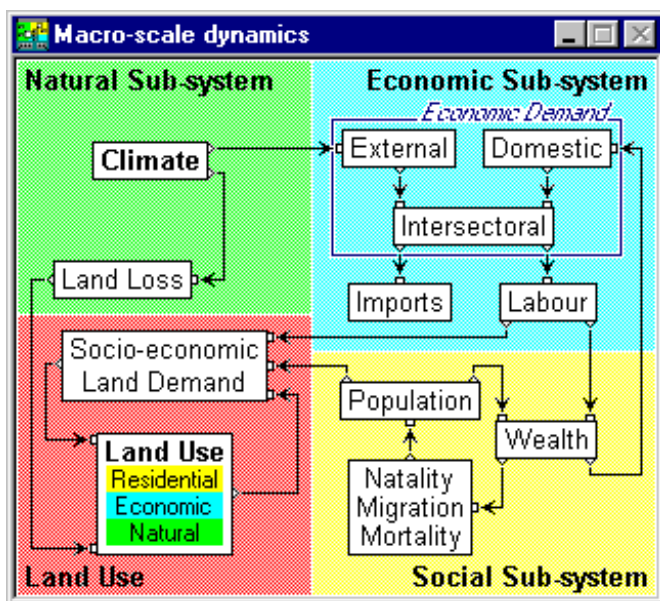 Macro-scale dynamics
Natural Sub-system
Economic Sub-system
Economic Demand
Climate
External
Domestic
Intersectoral
Land Loss
Imports
Labour
Socio-economic
Land Demand
Population
Wealth
Land Use
Residential
Economic
Natural
Natality
Migration
Mortality
Land Use
Social Sub-system